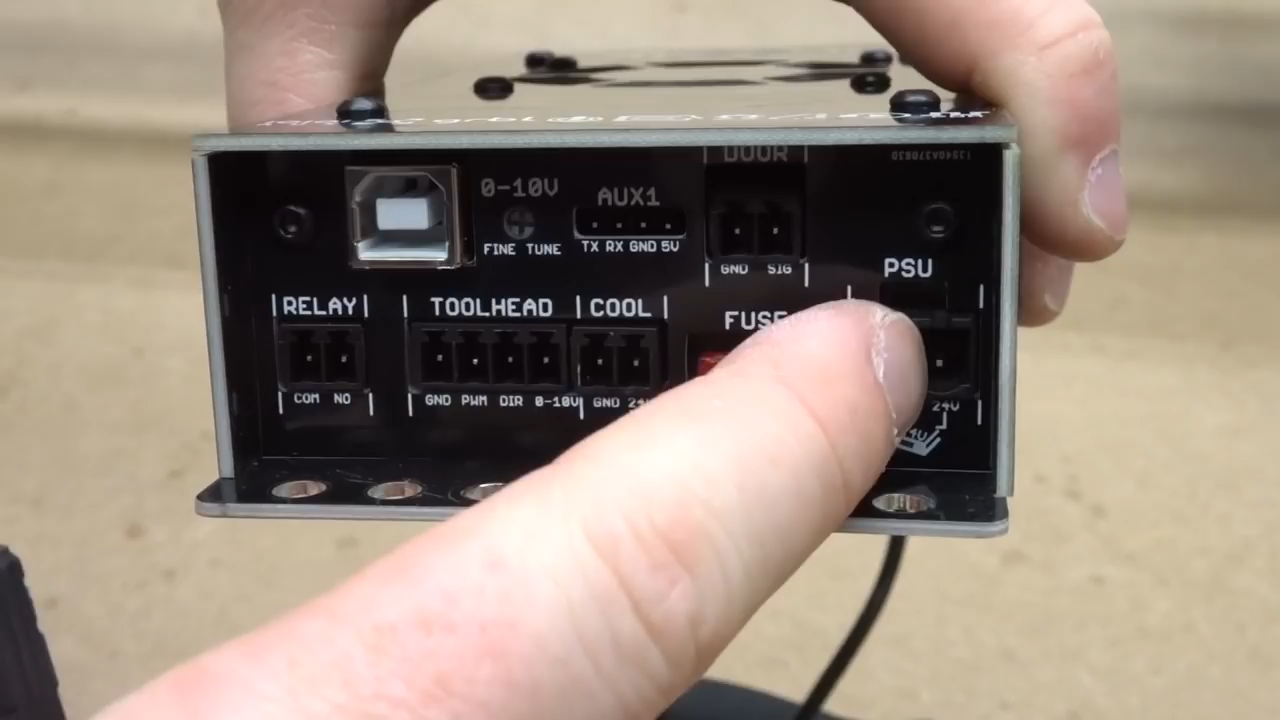 0-10V
FINE TUNE
AUX1
TX RX GND 5V
DOOR
GND SIG
PSU
RELAY
COM NO
TOOLHEAD
GND PWM DIR 0-10V
COOL
GND
FUSE
24V